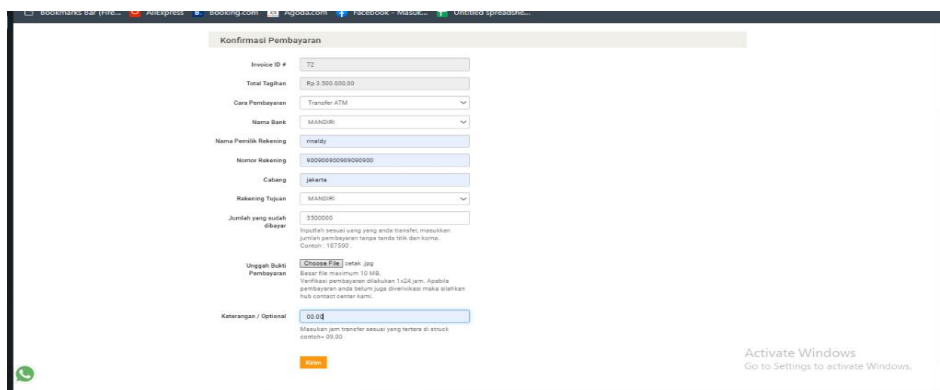 Bookmarks Bar (Fire... AliExpress Booking.com Agoda.com Facebook - Masuk... Untitled spreadshe...
Konfirmasi Pembayaran
Invoice ID # 72
Total Tagihan Rp 3.500.000,00
Cara Pembayaran Transfer ATM
Nama Bank MANDIRI
Nama Pemilik Rekening rinaldy
Nomor Rekening
Cabang jakarta
Rekening Tujuan MANDIRI
Jumlah yang sudah dibayar 3500000
Inputlah sesuai uang yang anda transfer, masukkan
jumlah pembayaran tanpa tanda titik dan koma.
Contoh : 187500 .
Unggah Bukti Pembayaran Choose File cetak .jpg
Besar file maximum 10 MB.
Verifikasi pembayaran dilakukan 1x24 jam. Apabila
pembayaran anda belum juga diverivikasi maka silahkan
hub contact center kami.
Keterangan / Optional 00.00
Masukan jam transfer sesuai yang tertera di struck
contoh= 09.00
Kirim
Activate Windows
Go to Settings to activate Windows.